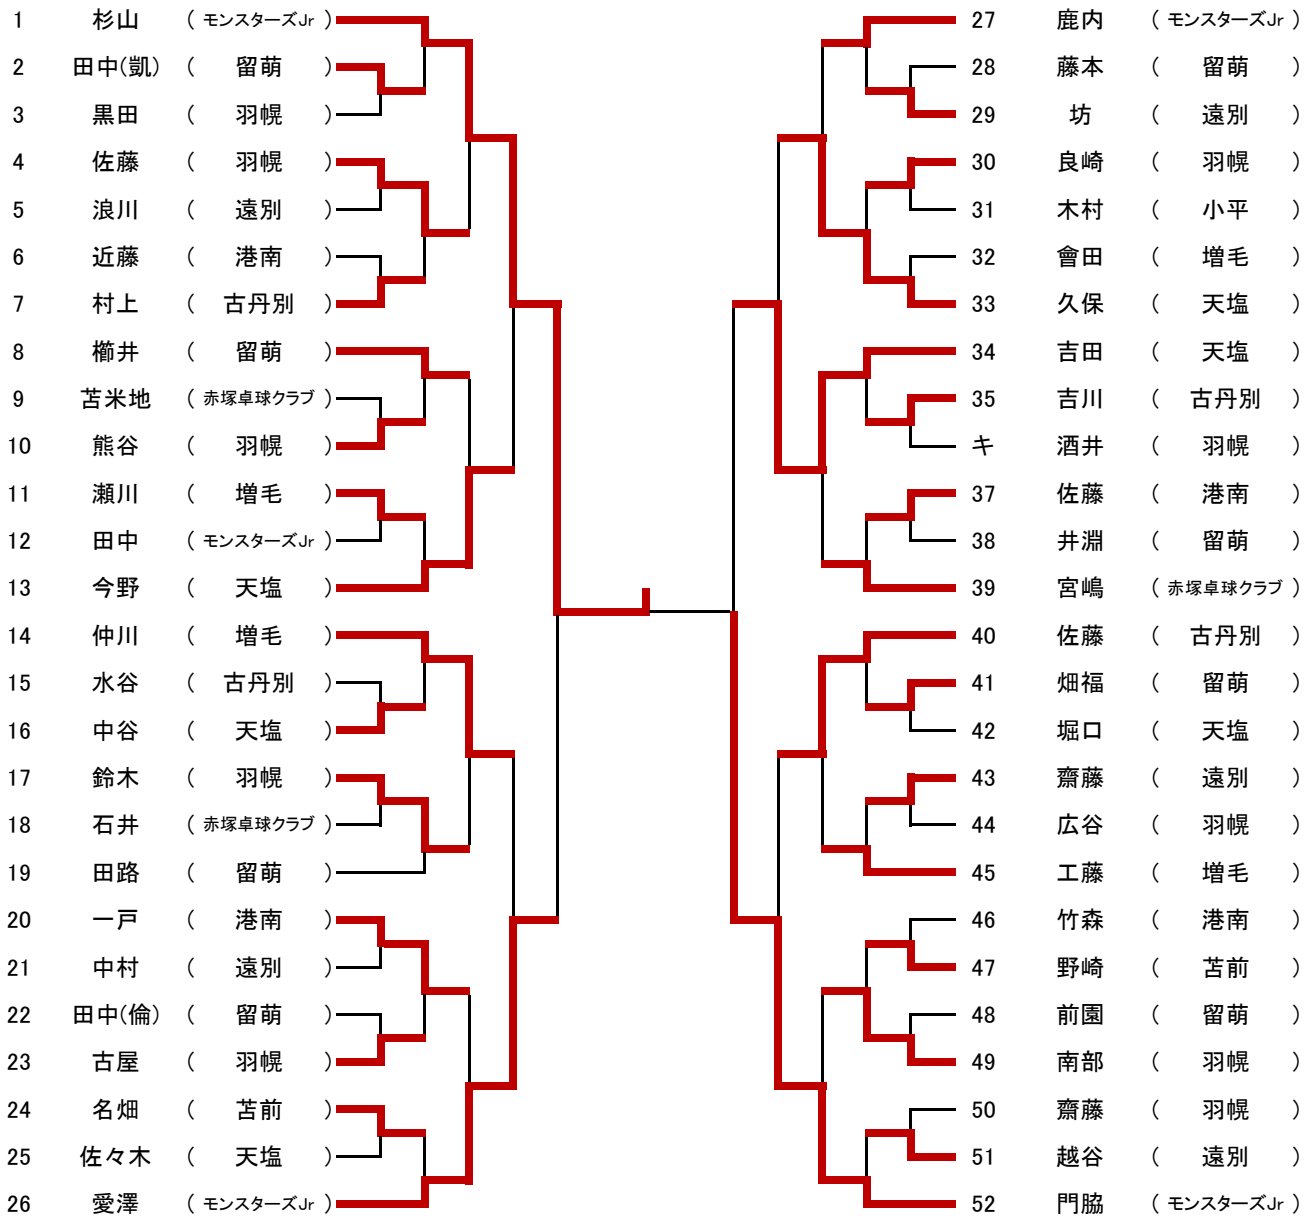 1 杉山 ( モンスターズJr )
2 田中(凱) ( 留萌 )
3 黒田 ( 羽幌 )
4 佐藤 ( 羽幌 )
5 浪川 ( 遠別 )
6 近藤 ( 港南 )
7 村上 ( 古丹別 )
8 櫛井 ( 留萌 )
9 苫米地 ( 赤塚卓球クラブ )
10 熊谷 ( 羽幌 )
11 瀬川 ( 増毛 )
12 田中 ( モンスターズJr )
13 今野 ( 天塩 )
14 仲川 ( 増毛 )
15 水谷 ( 古丹別 )
16 中谷 ( 天塩 )
17 鈴木 ( 羽幌 )
18 石井 ( 赤塚卓球クラブ )
19 田路 ( 留萌 )
20 一戸 ( 港南 )
21 中村 ( 遠別 )
22 田中(倫) ( 留萌 )
23 古屋 ( 羽幌 )
24 名畑 ( 苫前 )
25 佐々木 ( 天塩 )
26 愛澤 ( モンスターズJr )
27 鹿内 ( モンスターズJr )
28 藤本 ( 留萌 )
29 坊 ( 遠別 )
30 良崎 ( 羽幌 )
31 木村 ( 小平 )
32 會田 ( 増毛 )
33 久保 ( 天塩 )
34 吉田 ( 天塩 )
35 吉川 ( 古丹別 )
キ 酒井 ( 羽幌 )
37 佐藤 ( 港南 )
38 井淵 ( 留萌 )
39 宮嶋 ( 赤塚卓球クラブ )
40 佐藤 ( 古丹別 )
41 畑福 ( 留萌 )
42 堀口 ( 天塩 )
43 齋藤 ( 遠別 )
44 広谷 ( 羽幌 )
45 工藤 ( 増毛 )
46 竹森 ( 港南 )
47 野崎 ( 苫前 )
48 前園 ( 留萌 )
49 南部 ( 羽幌 )
50 齋藤 ( 羽幌 )
51 越谷 ( 遠別 )
52 門脇 ( モンスターズJr )